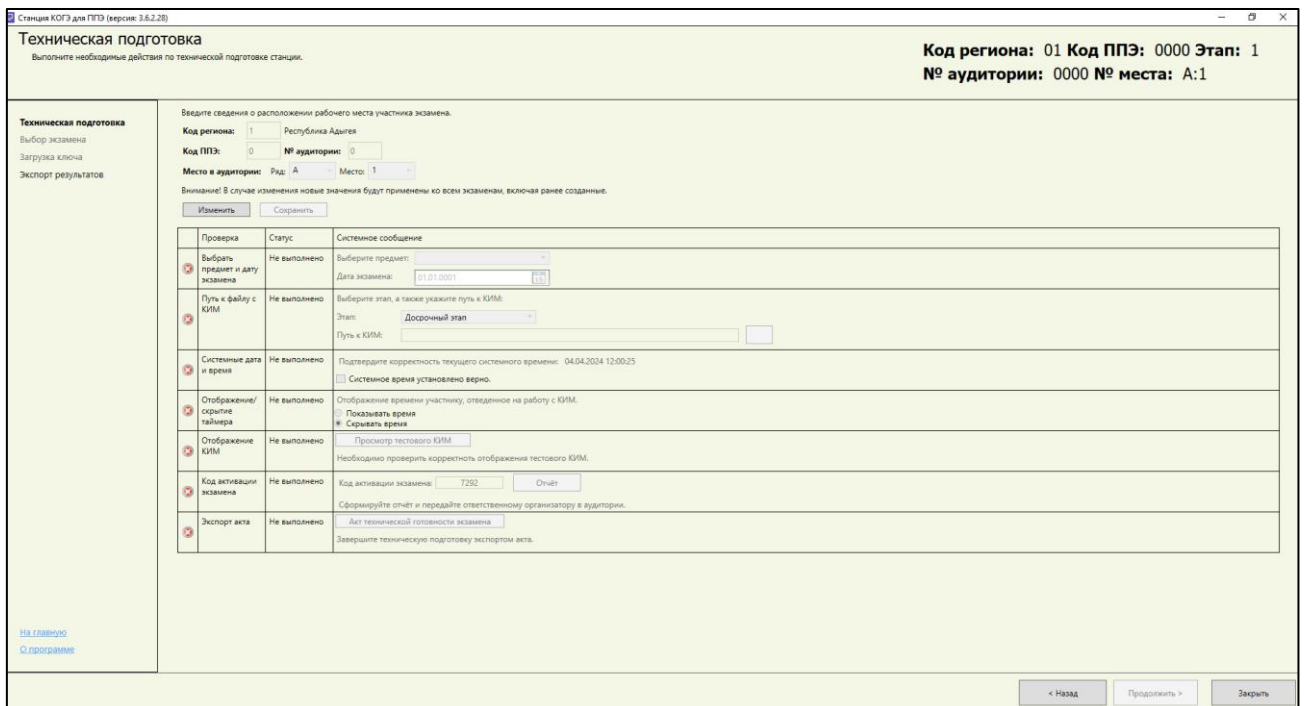 Станция КОГЭ для ППЭ (версия: 3.6.2.28)
Техническая подготовка
Выполните необходимые действия по технической подготовке станции.
Код региона: 01 Код ППЭ: 0000 Этап: 1
№ аудитории: 0000 № места: А:1
Техническая подготовка
Выбор экзамена
Загрузка ключа
Экспорт результатов
Введите сведения о расположении рабочего места участника экзамена.
Код региона: 1 Республика Адыгея
Код ППЭ: 0 № аудитории: 0
Место в аудитории: Ряд: А Место: 1
Внимание! В случае изменения новые значения будут применены ко всем экзаменам, включая ранее созданные.
Изменить Сохранить
Проверка Статус Системное сообщение
Выбрать предмет и дату экзамена Не выполнено Выберите предмет:
Дата экзамена: 01.01.0001 15
Путь к файлу с КИМ Не выполнено Выберите этап, а также укажите путь к КИМ:
Этап: Досрочный этап
Путь к КИМ:
Системные дата и время Не выполнено Подтвердите корректность текущего системного времени: 04.04.2024 12:00:25
Системное время установлено верно.
Отображение/ скрытие таймера Не выполнено Отображение времени участнику, отведенное на работу с КИМ.
Показывать время
Скрывать время
Отображение КИМ Не выполнено Просмотр тестового КИМ
Необходимо проверить корректноть отображения тестового КИМ.
Код активации экзамена Не выполнено Код активации экзамена: 7292 Отчёт
Сформируйте отчёт и передайте ответственному организатору в аудитории.
Экспорт акта Не выполнено Акт технической готовности экзамена
Завершите техническую подготовку экспортом акта.
На главную
О программе
< Назад Продолжить > Закрыть